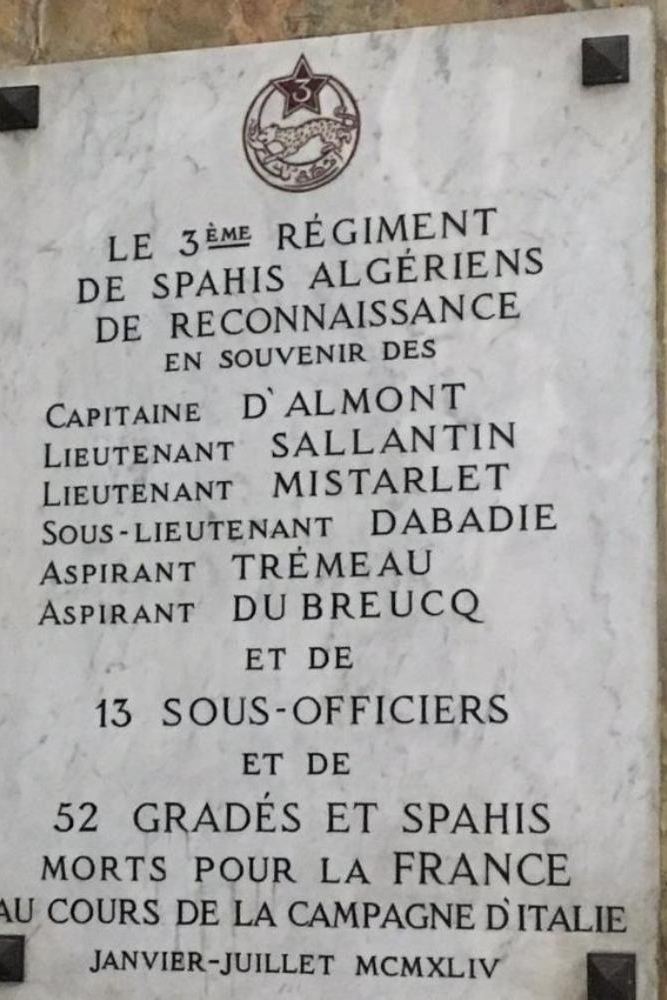 3
LE 3ÈME RÉGIMENT
DE SPAHIS ALGÉRIENS
DE RECONNAISSANCE
EN SOUVENIR DES
CAPITAINE D'ALMONT
LIEUTENANT SALLANTIN
LIEUTENANT MISTARLET
SOUS-LIEUTENANT DABADIE
ASPIRANT TRÉMEAU
ASPIRANT DU BREUCQ
ET DE
13 SOUS-OFFICIERS
ET DE
52 GRADÉS ET SPAHIS
MORTS POUR LA FRANCE
AU COURS DE LA CAMPAGNE D'ITALIE
JANVIER-JUILLET MCMXLIV